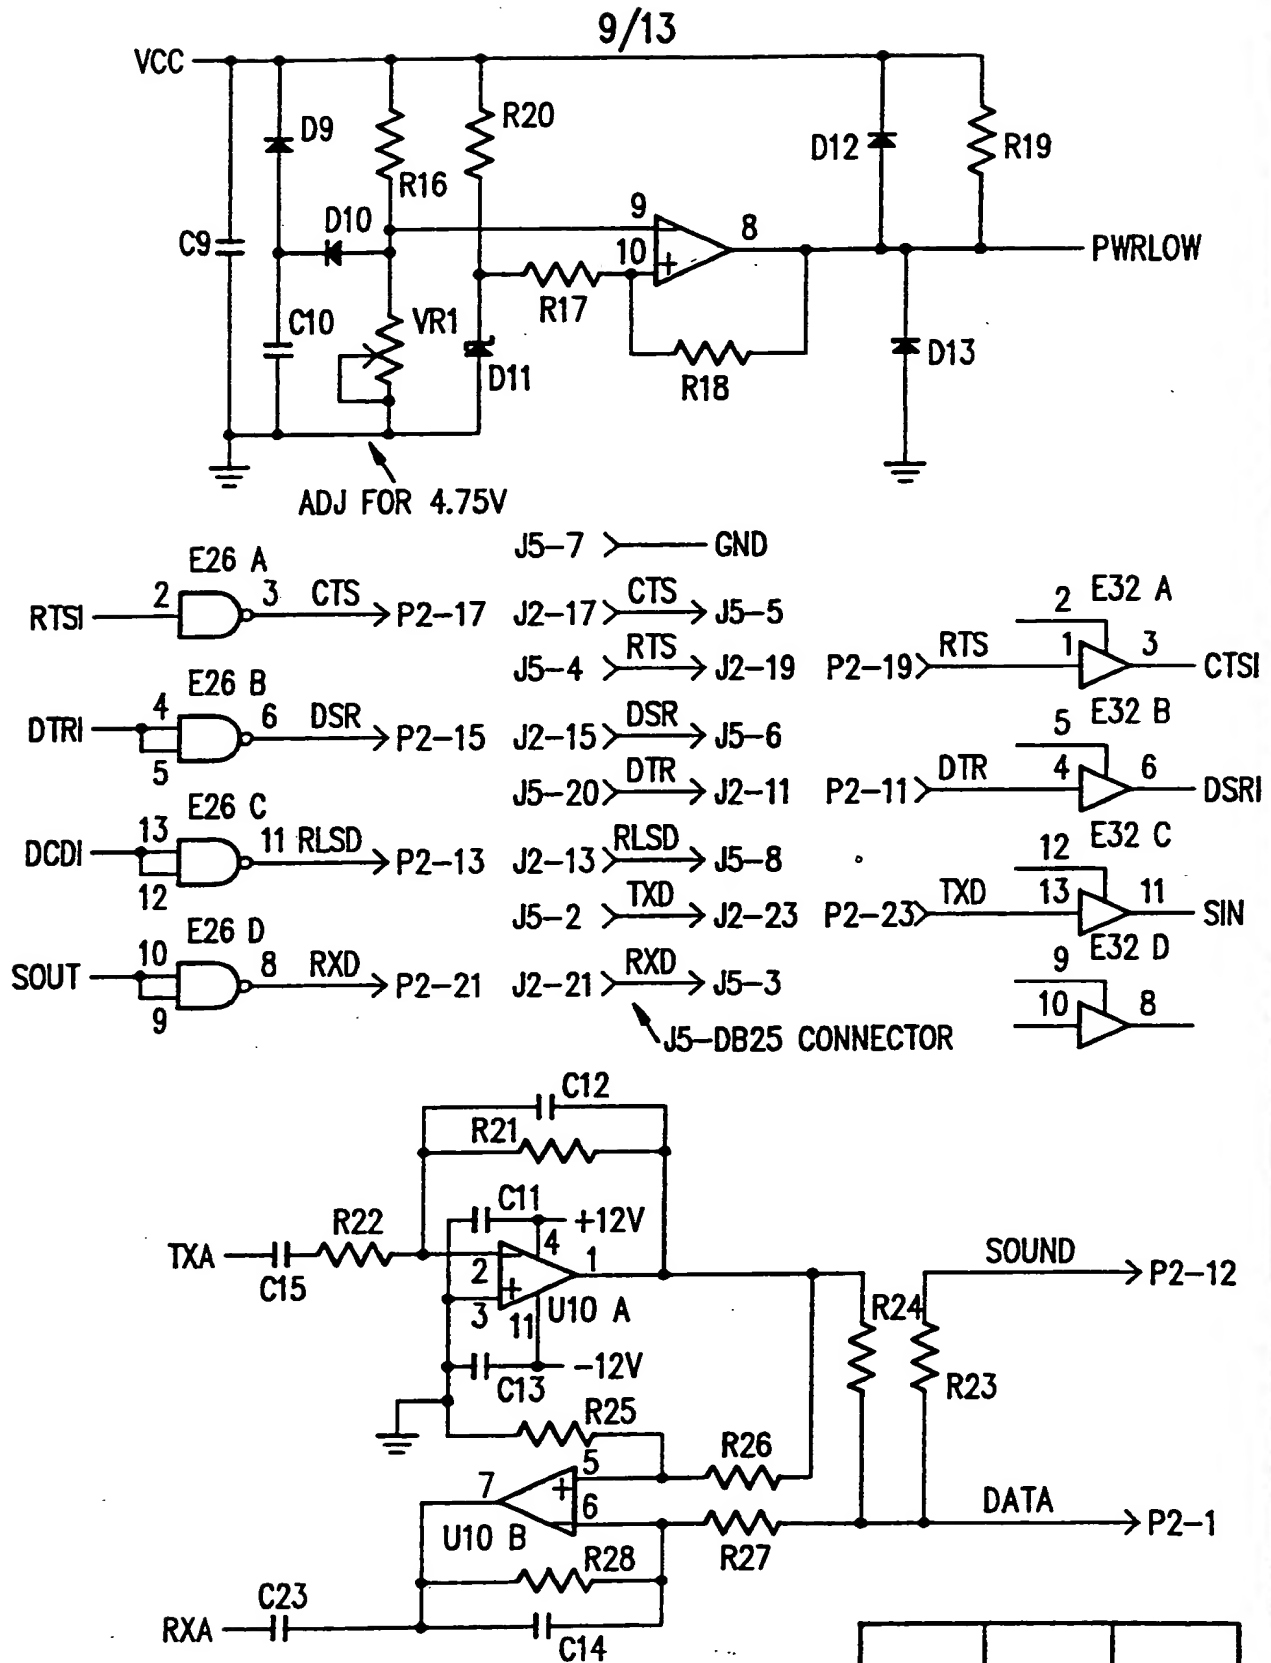 9/13
VCC
D9
R20
R16
D12
R19
D10
9
8
C9
10
PWRLOW
R17
C10
VR1
D11
R18
D13
ADJ FOR 4.75V
J5-7 GND
E26 A
RTSI 2 3 CTS P2-17
J2-17 CTS J5-5
E32 A
2
J5-4 RTS J2-19
P2-19 RTS 1 3 CTSI
E26 B
DTRI 4 6 DSR P2-15
5
J2-15 DSR J5-6
E32 B
5
J5-20 DTR J2-11
P2-11 DTR 4 6 DSRI
E26 C
DCDI 13 11 RLSD P2-13
12
J2-13 RLSD J5-8
E32 C
12
J5-2 TXD J2-23
P2-23 TXD 13 11 SIN
E26 D
SOUT 10 8 RXD P2-21
9
J2-21 RXD J5-3
E32 D
9
10 8
J5-DB25 CONNECTOR
C12
R21
C11
+12V
R22
4
TXA
2
1
SOUND
P2-12
C15
+
3
11
U10 A
R24
-12V
C13
R23
R25
R26
7
5
+
6
DATA
P2-1
U10 B
R27
R28
C23
RXA
C14